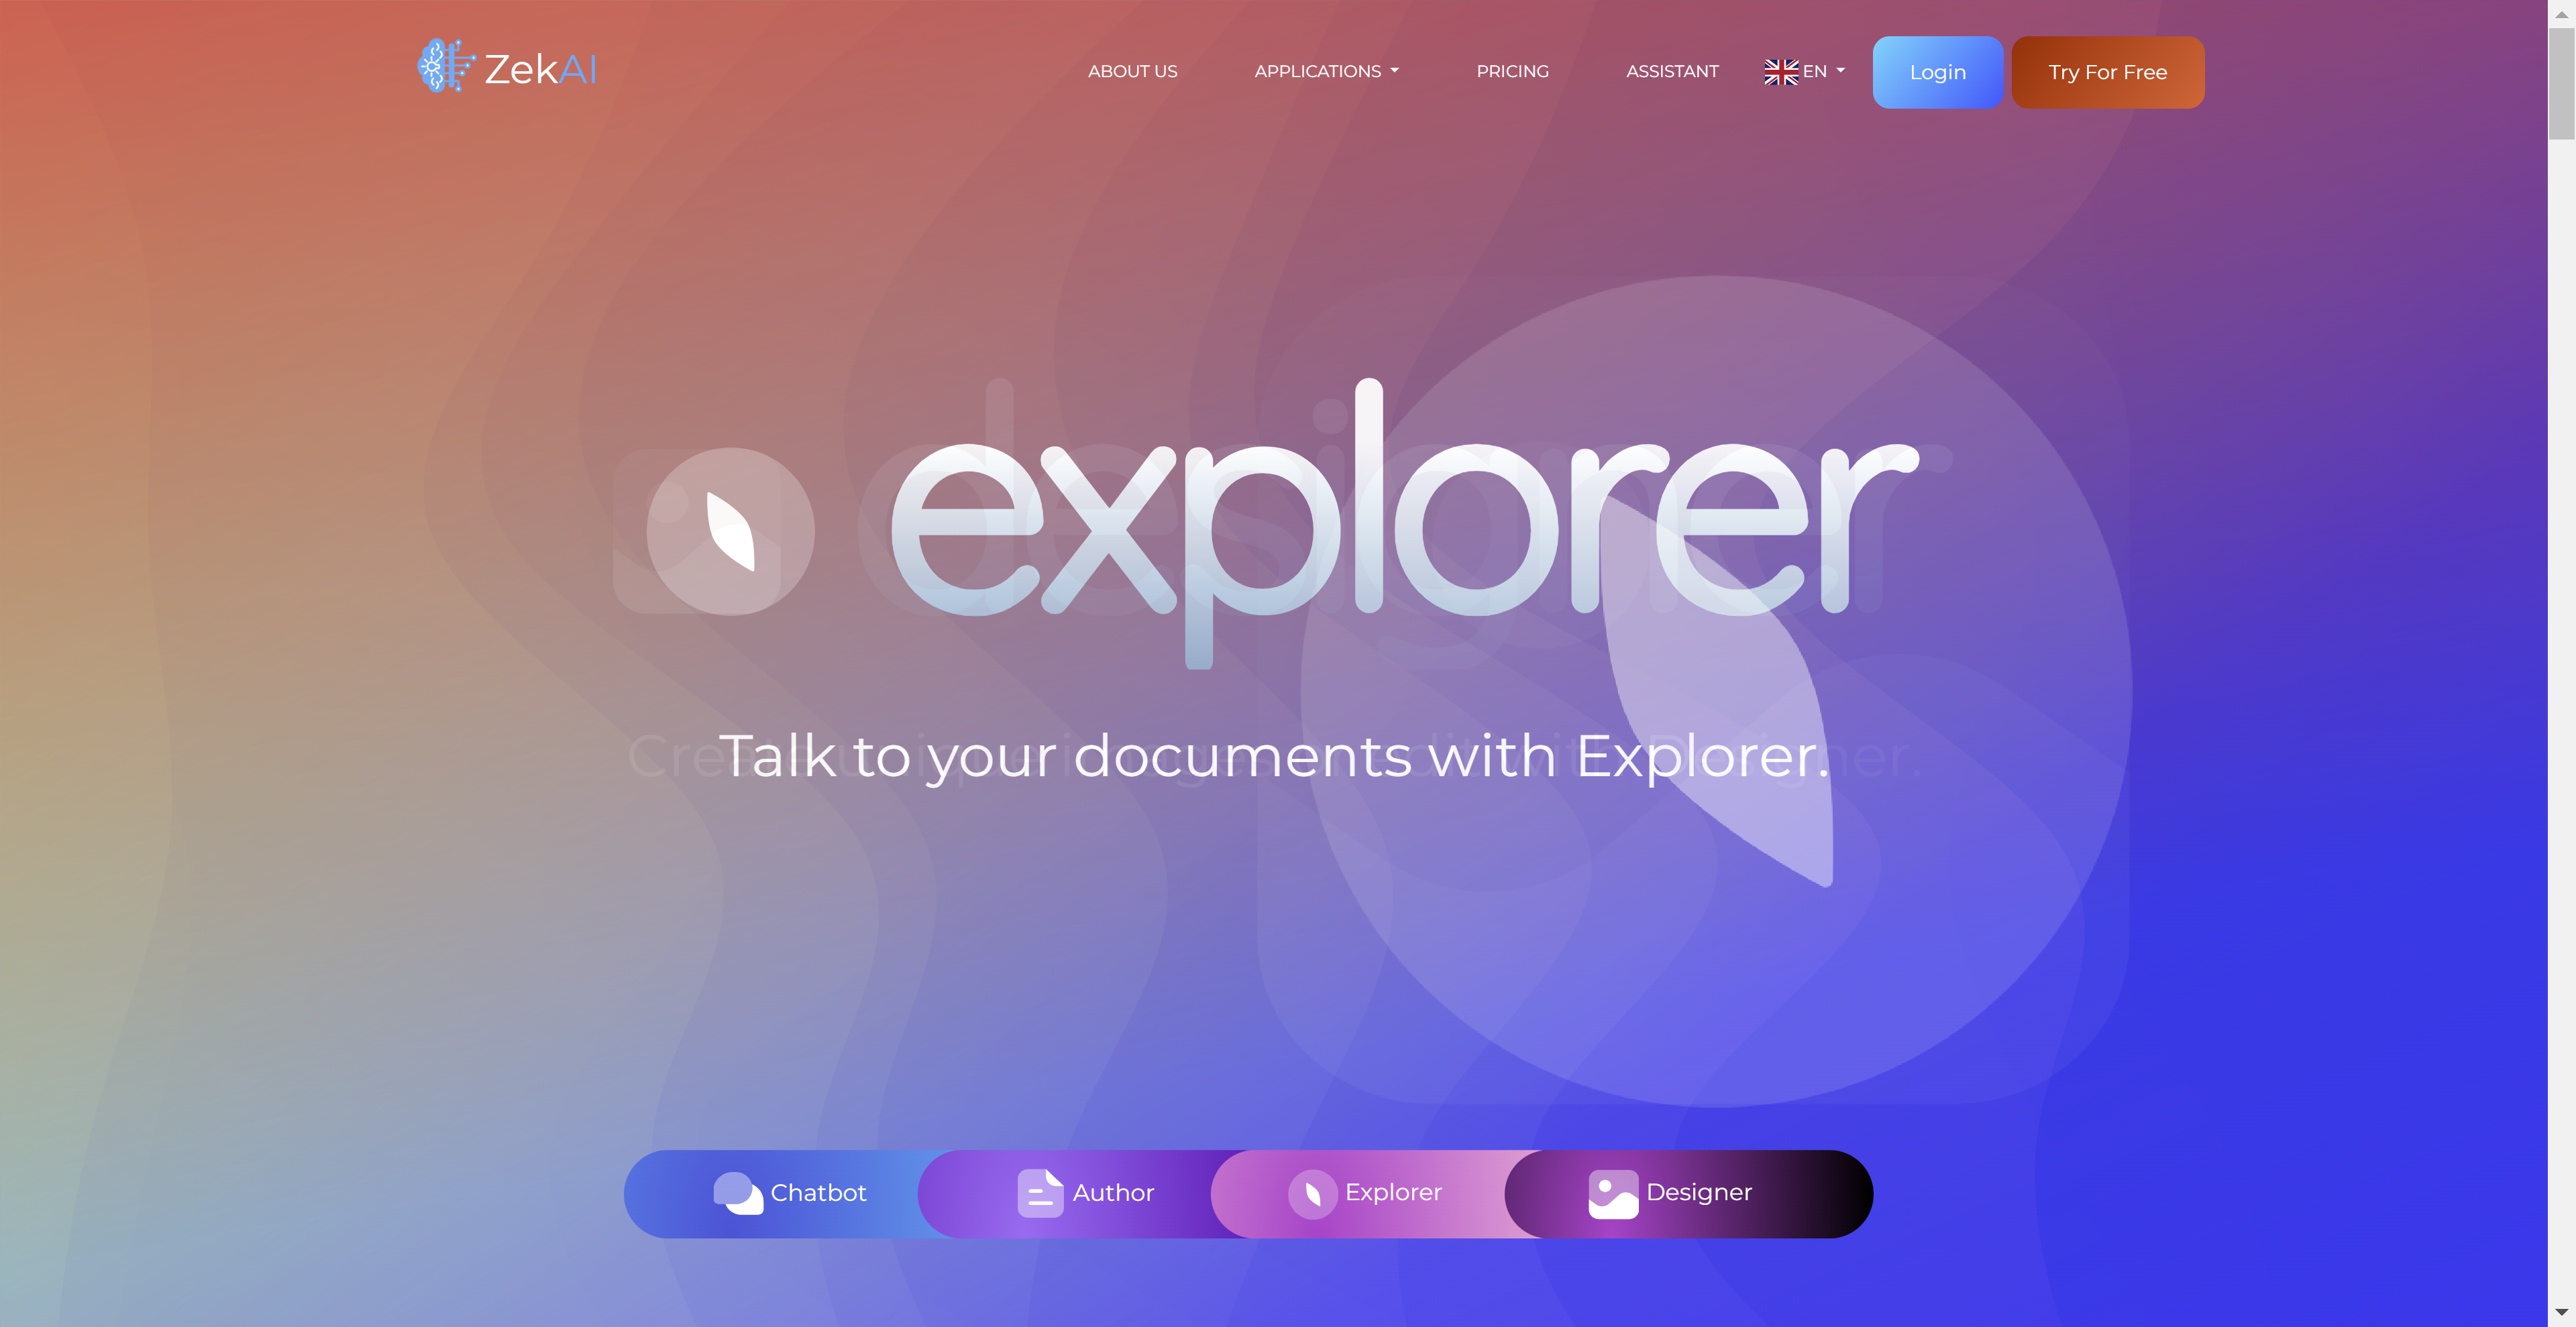 ZekAI
ABOUT US
APPLICATIONS
PRICING
ASSISTANT
EN
Login
Try For Free
explorer
designer
Talk to your documents with Explorer.
Chatbot
Author
Explorer
Designer